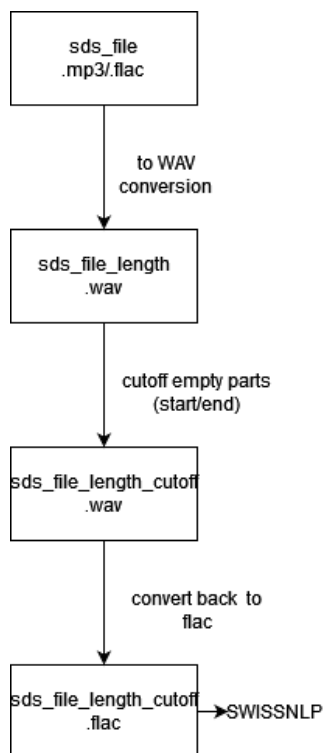 sds_file
.mp3/.flac
to WAV
conversion
sds_file_length
.wav
cutoff empty parts
(start/end)
sds_file_length_cutoff
.wav
convert back to
flac
sds_file_length_cutoff
.flac
SWISSNLP